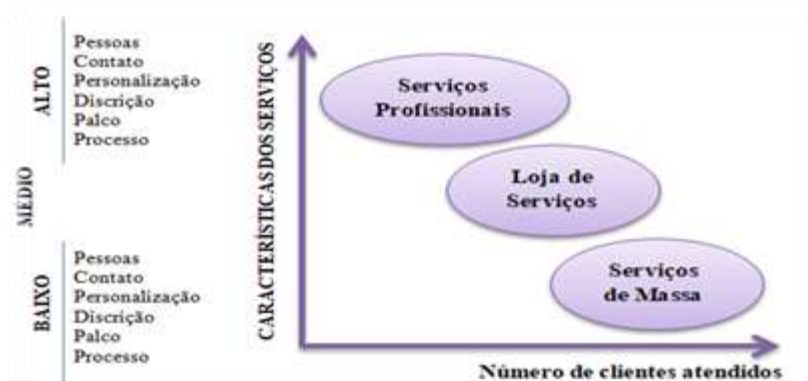 ALTO
Pessoas
Contato
Personalização
Discrição
Palco
Processo
MÉDIO
BAIXO
Pessoas
Contato
Personalização
Discrição
Palco
Processo
CARACTERÍSTICAS DOS SERVIÇOS
Serviços
Profissionais
Loja de
Serviços
Serviços
de Massa
Número de clientes atendidos